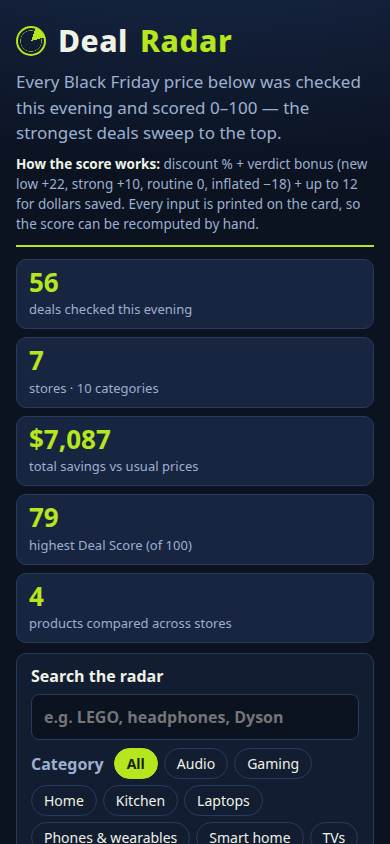 Deal Radar
Every Black Friday price below was checked
this evening and scored 0–100 — the
strongest deals sweep to the top.
How the score works: discount % + verdict bonus (new
low +22, strong +10, routine 0, inflated −18) + up to 12
for dollars saved. Every input is printed on the card, so
the score can be recomputed by hand.
56
deals checked this evening
7
stores · 10 categories
$7,087
total savings vs usual prices
79
highest Deal Score (of 100)
4
products compared across stores
Search the radar
e.g. LEGO, headphones, Dyson
Category All Audio Gaming
Home Kitchen Laptops
Phones & wearables Smart home TVs